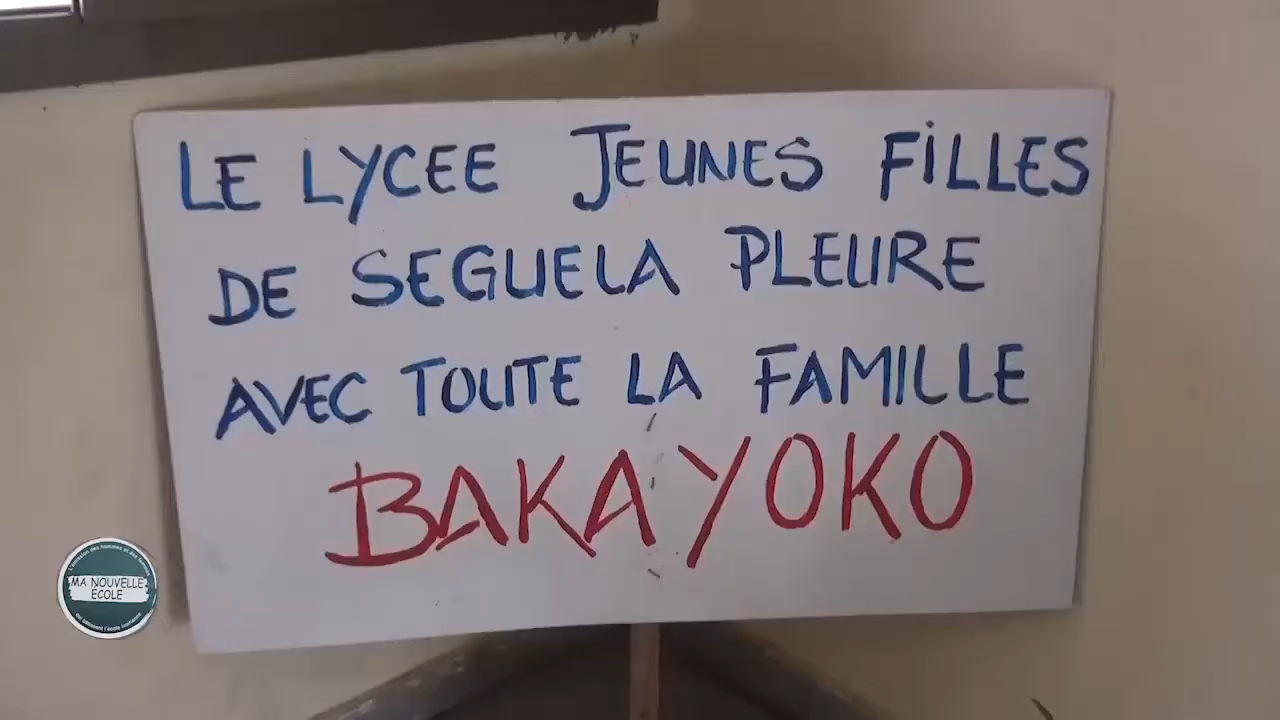 LE LYCEE JEUNES FILLES
DE SEGUELA PLEURE
AVEC TOUTE LA FAMILLE
BAKAYOKO
MA NOUVELLE
ECOLE